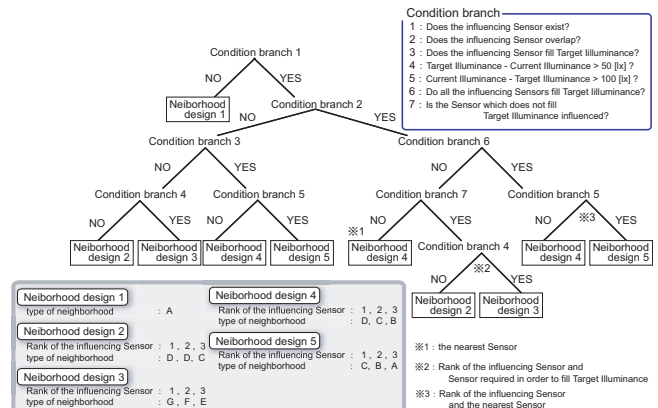 Condition branch
1 : Does the influencing Sensor exist?
2 : Does the influencing Sensor overlap?
3 : Does the influencing Sensor fill Target Iilluminance?
4 : Target Illuminance - Current Illuminance > 50 [lx] ?
5 : Current Illuminance - Target Illuminance > 100 [lx] ?
6 : Do all the influencing Sensors fill Target Iilluminance?
7 : Is the Sensor which does not fill
Target Illuminance influenced?
Condition branch 1
NO YES
Neiborhood
design 1
Condition branch 2
NO YES
Condition branch 3 Condition branch 6
NO YES NO YES
Condition branch 4 Condition branch 5 Condition branch 7 Condition branch 5
NO YES NO YES ※1 NO YES NO ※3 YES
Neiborhood
design 2
Neiborhood
design 3
Neiborhood
design 4
Neiborhood
design 5
Neiborhood
design 4
Condition branch 4
Neiborhood
design 4
Neiborhood
design 5
NO ※2 YES
Neiborhood
design 2
Neiborhood
design 3
Neiborhood design 1
type of neighborhood : A
Neiborhood design 2
Rank of the influencing Sensor : 1, 2, 3
type of neighborhood : D, D, C
Neiborhood design 3
Rank of the influencing Sensor : 1, 2, 3
type of neighborhood : G, F, E
Neiborhood design 4
Rank of the influencing Sensor : 1, 2, 3
type of neighborhood : D, C, B
Neiborhood design 5
Rank of the influencing Sensor : 1, 2, 3
type of neighborhood : C, B, A
※1 : the nearest Sensor
※2 : Rank of the influencing Sensor and
Sensor required in order to fill Target Illuminance
※3 : Rank of the influencing Sensor
and the nearest Sensor